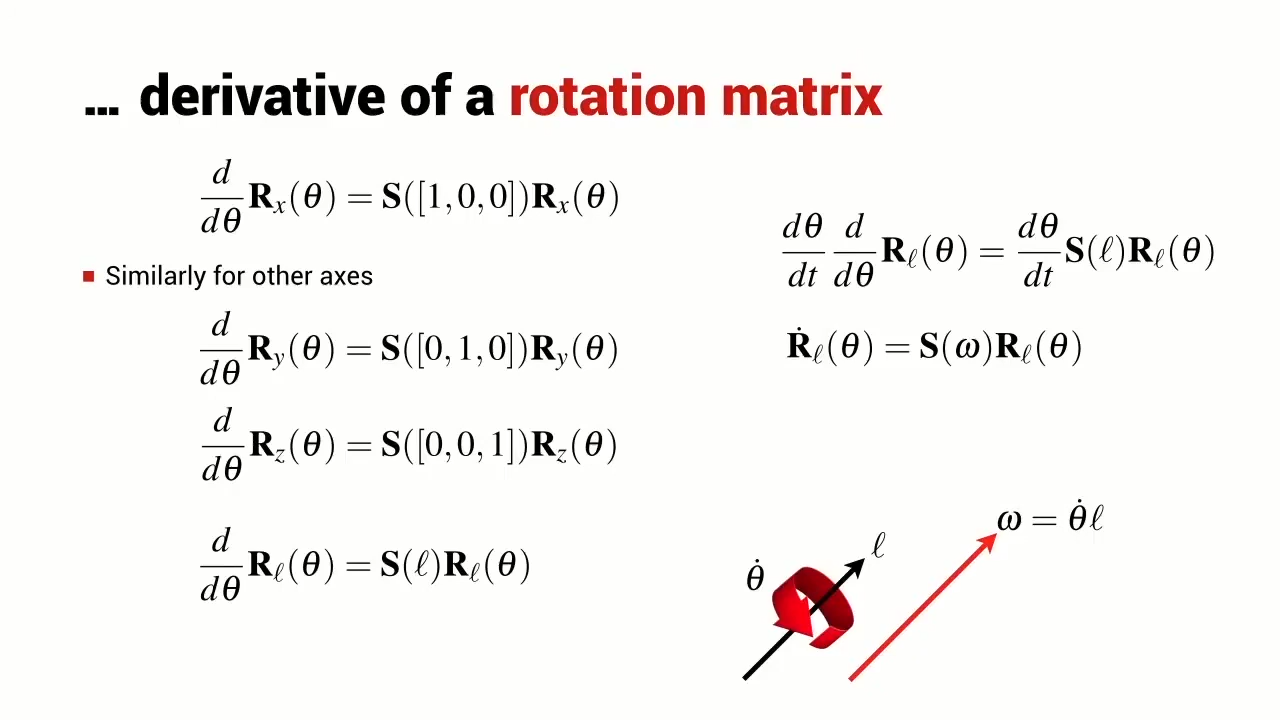 ... derivative of a rotation matrix
d/dθ R_x(θ) = S([1,0,0])R_x(θ)
■ Similarly for other axes
d/dθ R_y(θ) = S([0,1,0])R_y(θ)
d/dθ R_z(θ) = S([0,0,1])R_z(θ)
d/dθ R_ℓ(θ) = S(ℓ)R_ℓ(θ)
dθ/dt d/dθ R_ℓ(θ) = dθ/dt S(ℓ)R_ℓ(θ)
Ṙ_ℓ(θ) = S(ω)R_ℓ(θ)
ω = θ̇ℓ
ℓ
θ̇